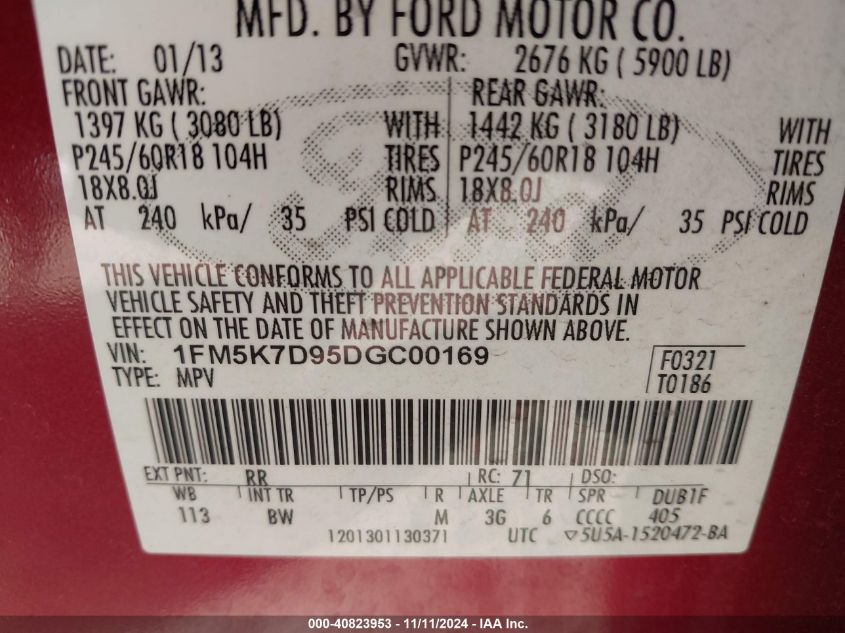 MFD. BY FORD MOTOR CO.
DATE: 01/13 GVWR: 2676 KG ( 5900 LB)
FRONT GAWR: REAR GAWR:
1397 KG ( 3080 LB) WITH 1442 KG ( 3180 LB) WITH
P245/60R18 104H TIRES P245/60R18 104H TIRES
18X8.0J RIMS 18X8.0J RIMS
AT 240 kPa/ 35 PSI COLD AT 240 kPa/ 35 PSI COLD
THIS VEHICLE CONFORMS TO ALL APPLICABLE FEDERAL MOTOR
VEHICLE SAFETY AND THEFT PREVENTION STANDARDS IN
EFFECT ON THE DATE OF MANUFACTURE SHOWN ABOVE.
VIN: 1FM5K7D95DGC00169 F0321
TYPE: MPV T0186
EXT PNT: RR RC: 71 DSO:
WB INT TR TP/PS R AXLE TR SPR DUB1F
113 BW M 3G 6 CCCC 405
1201301130371 UTC ▽5U5A-1520472-BA
000-40823953 - 11/11/2024 - IAA Inc.